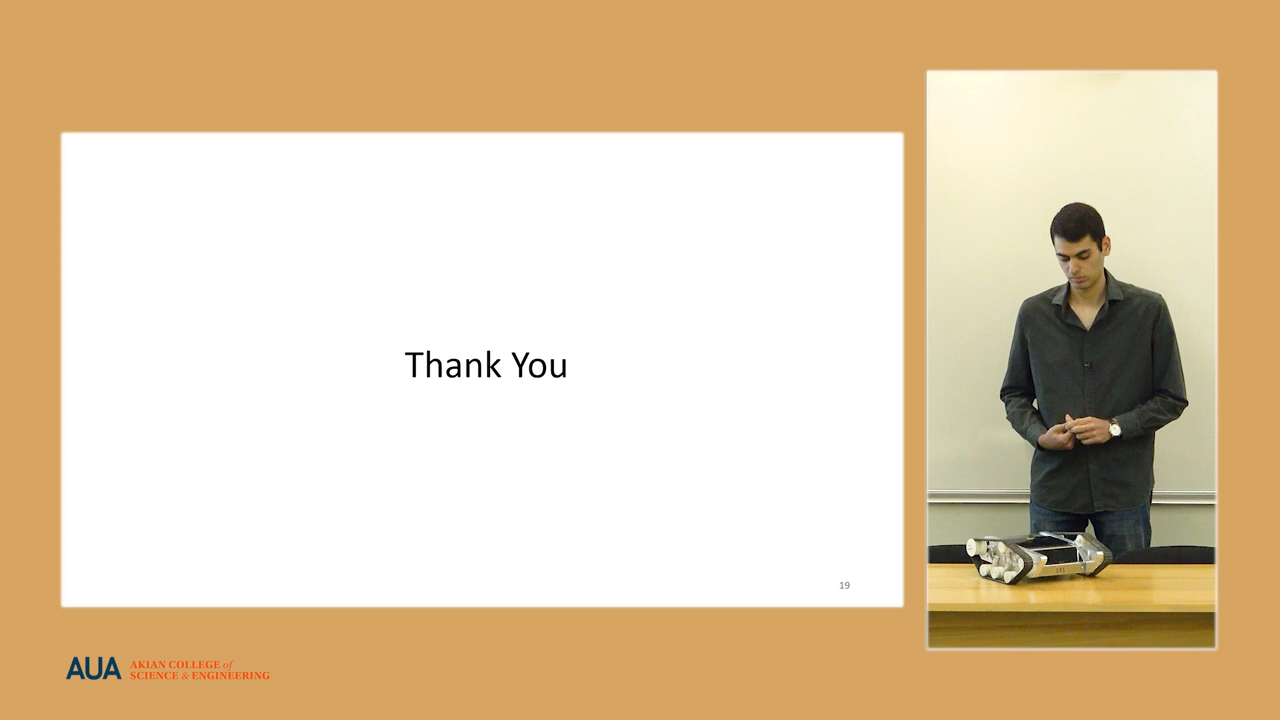 Thank You
19
AUA
AKIAN COLLEGE of
SCIENCE & ENGINEERING